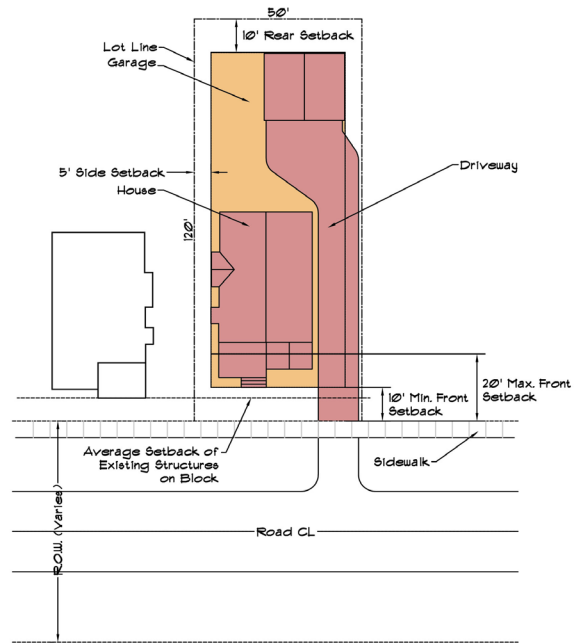 50'
10' Rear Setback
Lot Line
Garage
5' Side Setback
House
Driveway
120'
20' Max. Front
Setback
10' Min. Front
Setback
Average Setback of
Existing Structures
on Block
Sidewalk
R.O.W. (Varies)
Road CL